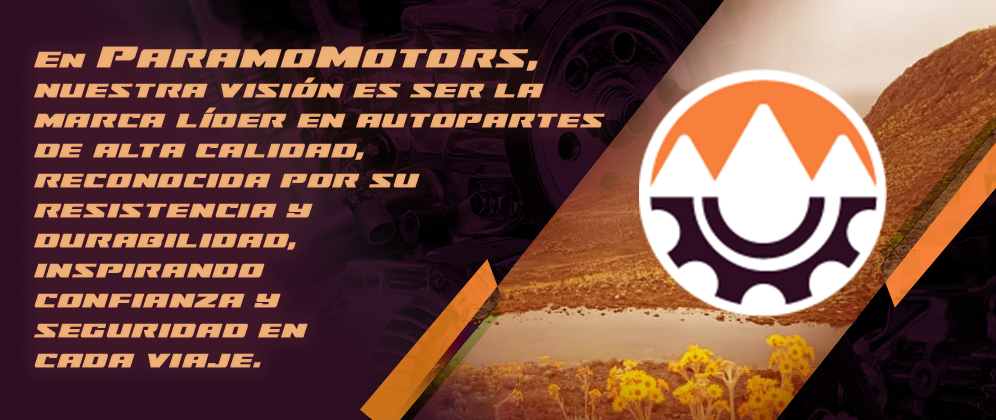 En ParamoMotors,
nuestra visión es ser la
marca líder en autopartes
de alta calidad,
reconocida por su
resistencia y
durabilidad,
inspirando
confianza y
seguridad en
cada viaje.